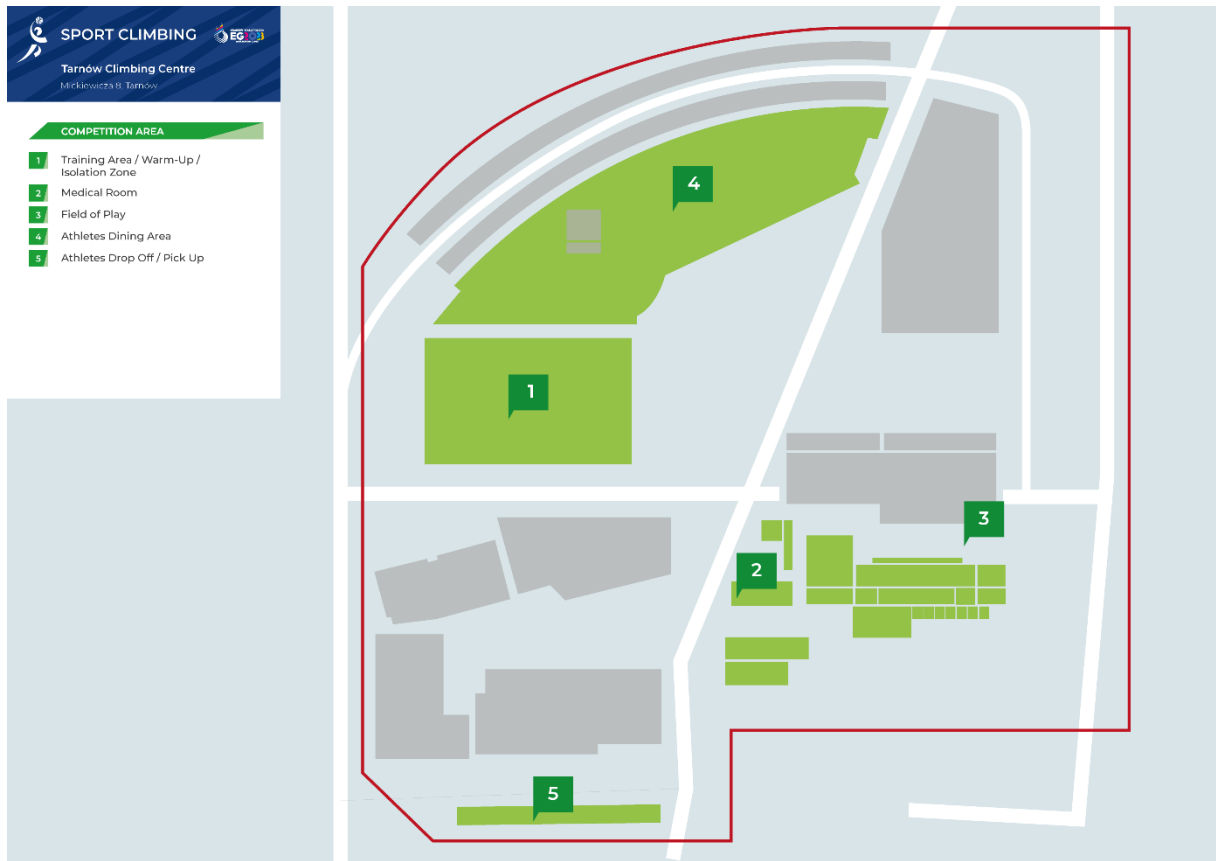 SPORT CLIMBING
Tarnów Climbing Centre
Mickiewicza 8, Tarnów
COMPETITION AREA
1 Training Area / Warm-Up /
Isolation Zone
2 Medical Room
3 Field of Play
4 Athletes Dining Area
5 Athletes Drop Off / Pick Up
4
1
3
2
5